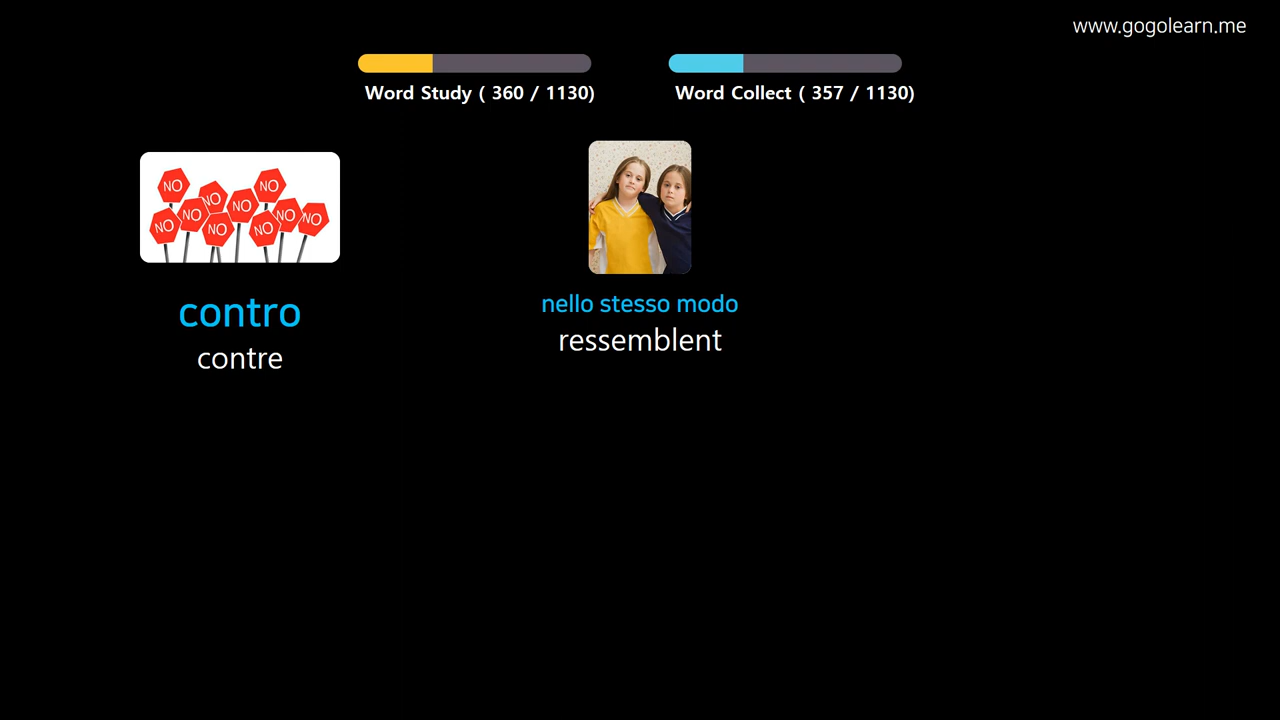 www.gogolearn.me
Word Study ( 360 / 1130)
Word Collect ( 357 / 1130)
NO
NO
NO
NO
NO
NO
NO
NO
NO
NO
contro
contre
nello stesso modo
ressemblent